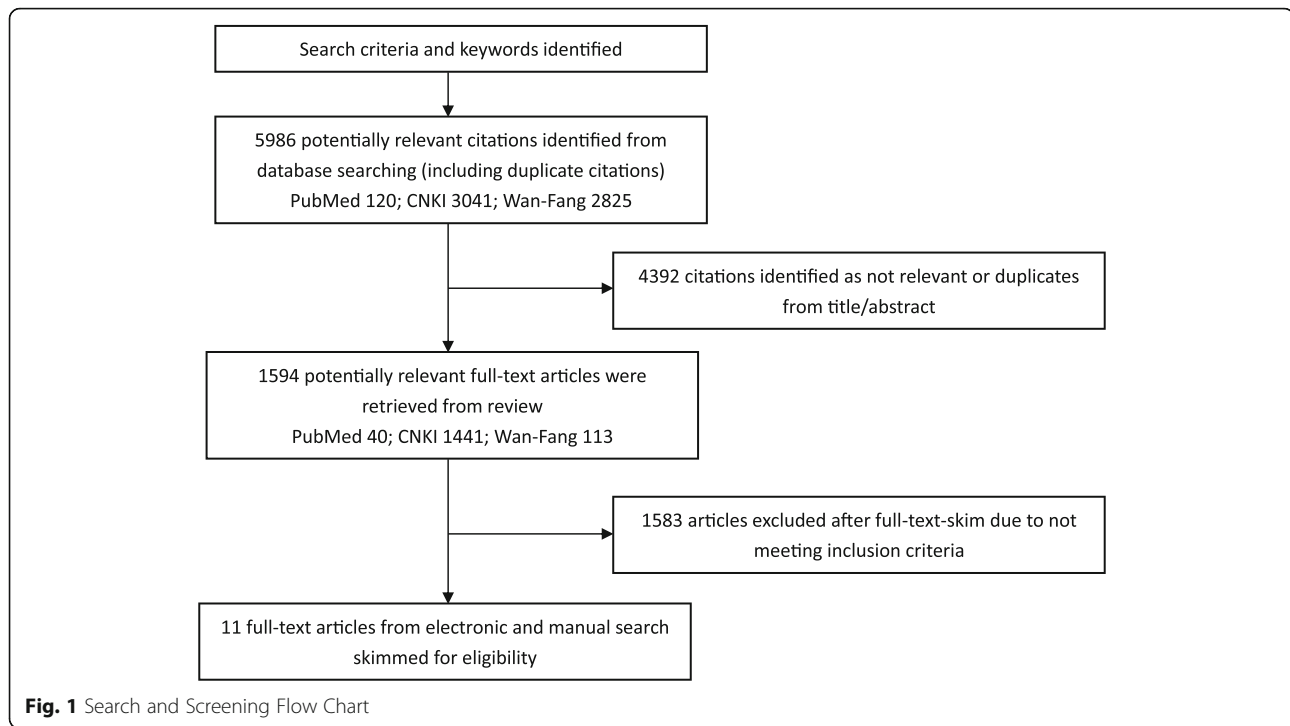 Search criteria and keywords identified
5986 potentially relevant citations identified from
database searching (including duplicate citations)
PubMed 120; CNKI 3041; Wan-Fang 2825
4392 citations identified as not relevant or duplicates
from title/abstract
1594 potentially relevant full-text articles were
retrieved from review
PubMed 40; CNKI 1441; Wan-Fang 113
1583 articles excluded after full-text-skim due to not
meeting inclusion criteria
11 full-text articles from electronic and manual search
skimmed for eligibility
Fig. 1 Search and Screening Flow Chart